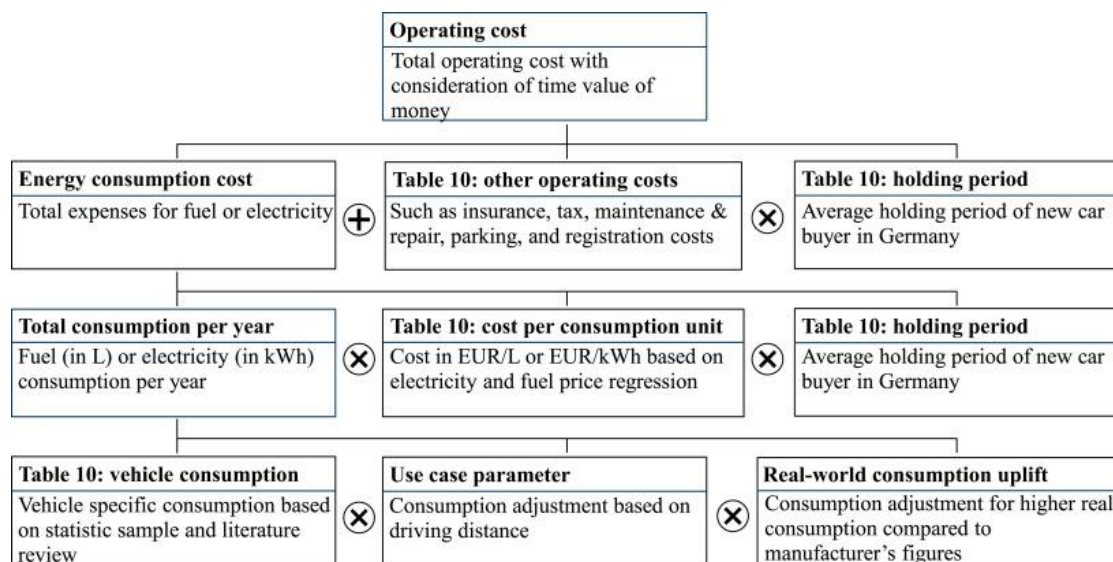 Operating cost
Total operating cost with
consideration of time value of
money
Energy consumption cost
Total expenses for fuel or electricity
+
Table 10: other operating costs
Such as insurance, tax, maintenance &
repair, parking, and registration costs
×
Table 10: holding period
Average holding period of new car
buyer in Germany
Total consumption per year
Fuel (in L) or electricity (in kWh)
consumption per year
×
Table 10: cost per consumption unit
Cost in EUR/L or EUR/kWh based on
electricity and fuel price regression
×
Table 10: holding period
Average holding period of new car
buyer in Germany
Table 10: vehicle consumption
Vehicle specific consumption based
on statistic sample and literature
review
×
Use case parameter
Consumption adjustment based on
driving distance
×
Real-world consumption uplift
Consumption adjustment for higher real
consumption compared to
manufacturer's figures